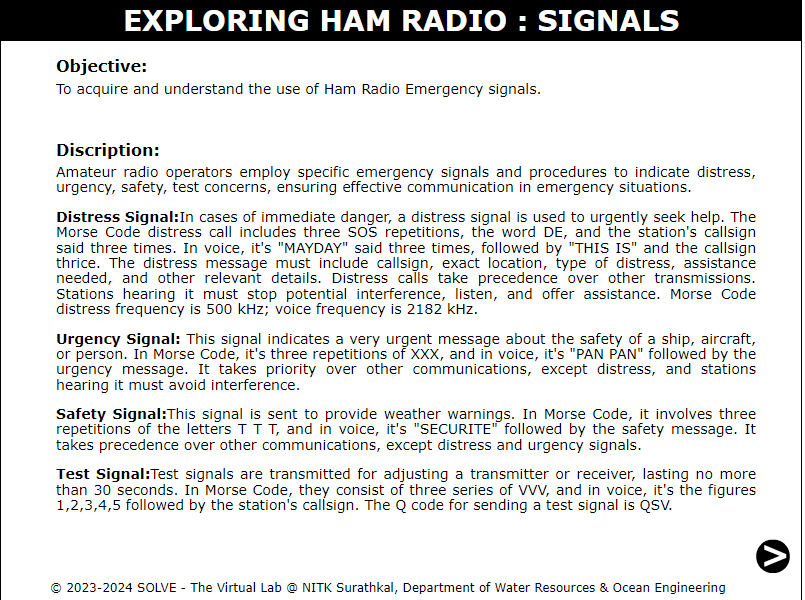 EXPLORING HAM RADIO : SIGNALS
Objective:
To acquire and understand the use of Ham Radio Emergency signals.
Discription:
Amateur radio operators employ specific emergency signals and procedures to indicate distress,
urgency, safety, test concerns, ensuring effective communication in emergency situations.
Distress Signal:In cases of immediate danger, a distress signal is used to urgently seek help. The
Morse Code distress call includes three SOS repetitions, the word DE, and the station's callsign
said three times. In voice, it's "MAYDAY" said three times, followed by "THIS IS" and the callsign
thrice. The distress message must include callsign, exact location, type of distress, assistance
needed, and other relevant details. Distress calls take precedence over other transmissions.
Stations hearing it must stop potential interference, listen, and offer assistance. Morse Code
distress frequency is 500 kHz; voice frequency is 2182 kHz.
Urgency Signal: This signal indicates a very urgent message about the safety of a ship, aircraft,
or person. In Morse Code, it's three repetitions of XXX, and in voice, it's "PAN PAN" followed by the
urgency message. It takes priority over other communications, except distress, and stations
hearing it must avoid interference.
Safety Signal:This signal is sent to provide weather warnings. In Morse Code, it involves three
repetitions of the letters T T T, and in voice, it's "SECURITE" followed by the safety message. It
takes precedence over other communications, except distress and urgency signals.
Test Signal:Test signals are transmitted for adjusting a transmitter or receiver, lasting no more
than 30 seconds. In Morse Code, they consist of three series of VVV, and in voice, it's the figures
1,2,3,4,5 followed by the station's callsign. The Q code for sending a test signal is QSV.
>
© 2023-2024 SOLVE - The Virtual Lab @ NITK Surathkal, Department of Water Resources & Ocean Engineering